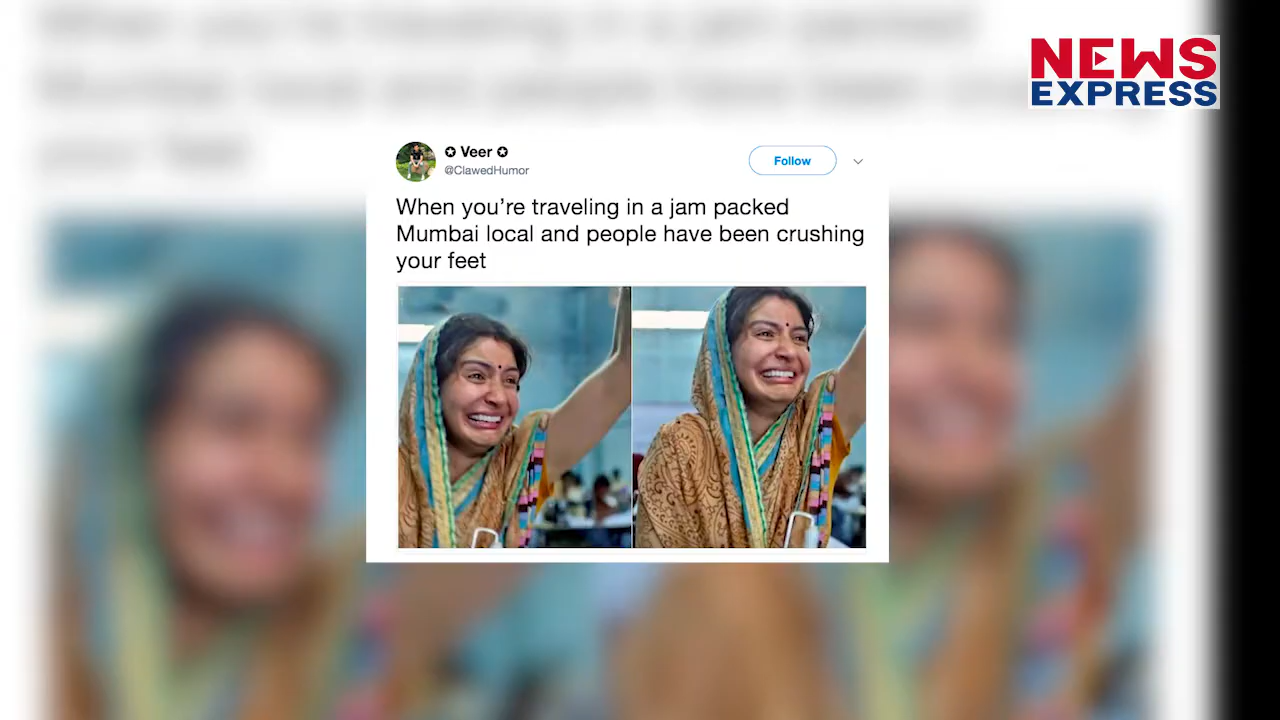 NEWS
EXPRESS
✪ Veer ✪
@ClawedHumor
Follow
When you’re traveling in a jam packed
Mumbai local and people have been crushing
your feet